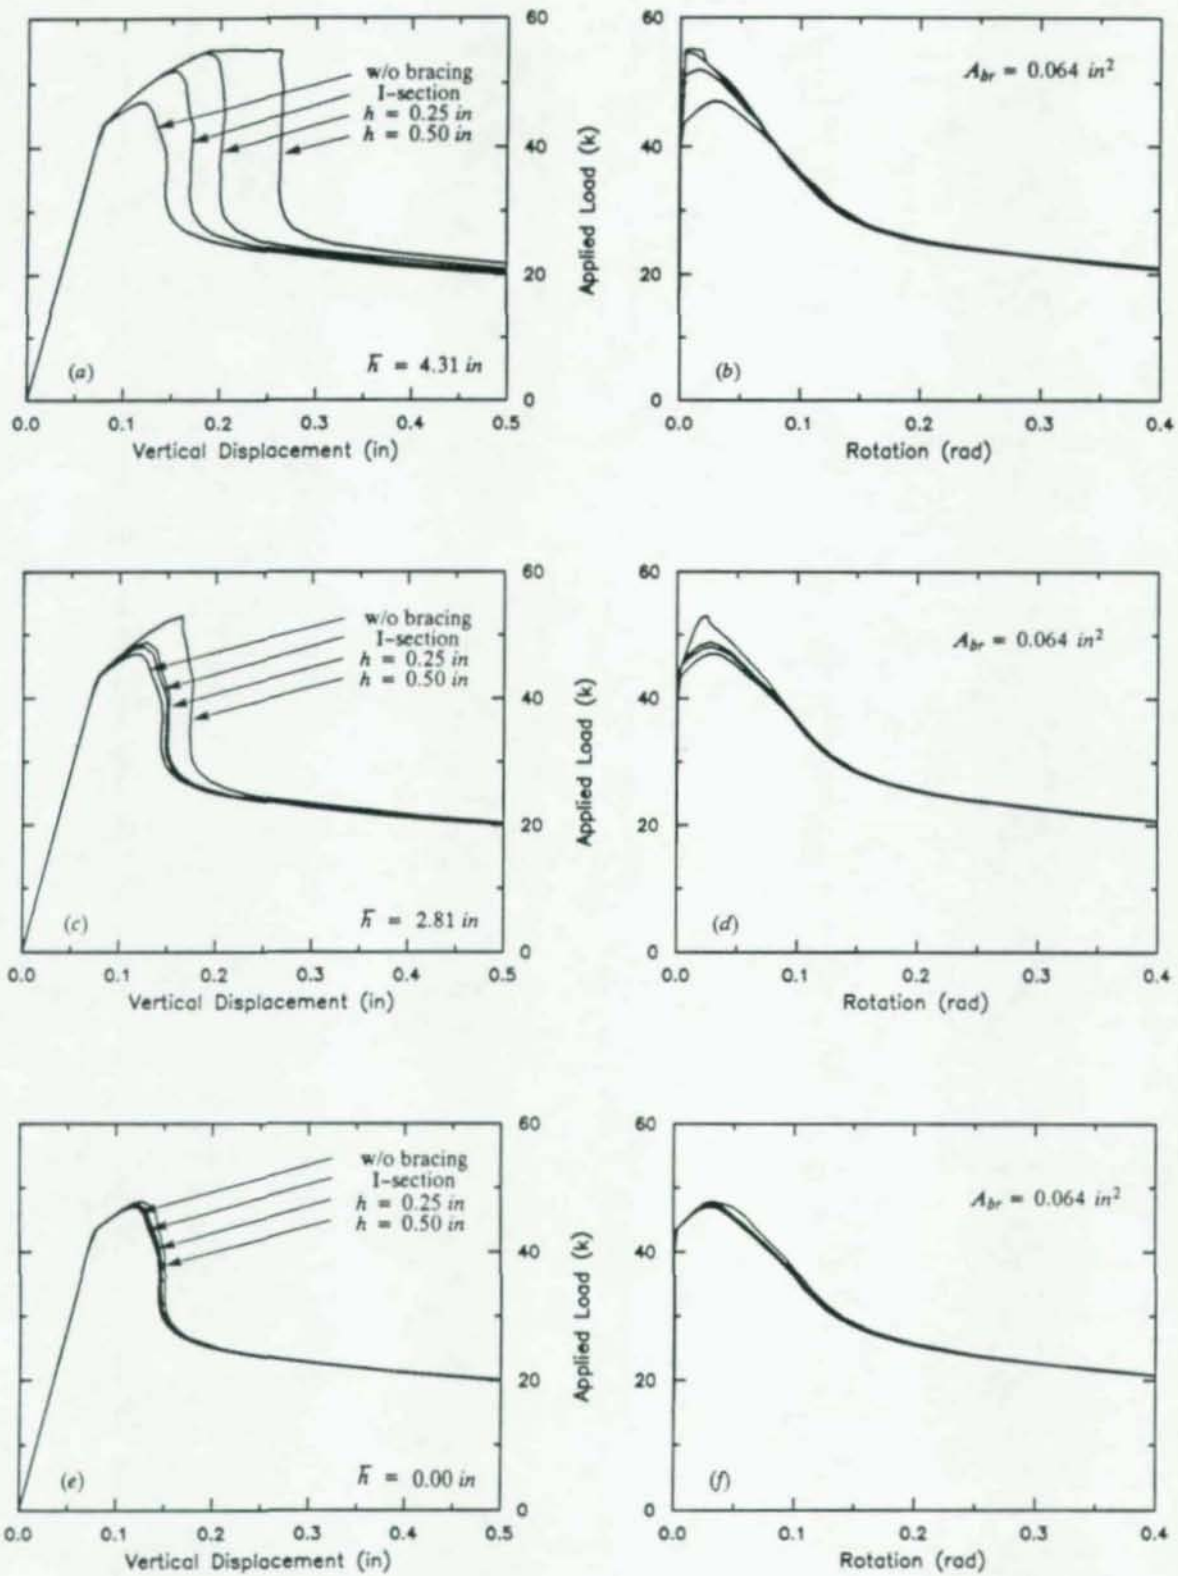 60
40
20
0
Applied Load (k)
w/o bracing
I-section
h = 0.25 in
h = 0.50 in
(a)
h̄ = 4.31 in
0.0 0.1 0.2 0.3 0.4 0.5
Vertical Displacement (in)
60
40
20
0
A_br = 0.064 in²
(b)
0.0 0.1 0.2 0.3 0.4
Rotation (rad)
60
40
20
0
Applied Load (k)
w/o bracing
I-section
h = 0.25 in
h = 0.50 in
(c)
h̄ = 2.81 in
0.0 0.1 0.2 0.3 0.4 0.5
Vertical Displacement (in)
60
40
20
0
A_br = 0.064 in²
(d)
0.0 0.1 0.2 0.3 0.4
Rotation (rad)
60
40
20
0
Applied Load (k)
w/o bracing
I-section
h = 0.25 in
h = 0.50 in
(e)
h̄ = 0.00 in
0.0 0.1 0.2 0.3 0.4 0.5
Vertical Displacement (in)
60
40
20
0
A_br = 0.064 in²
(f)
0.0 0.1 0.2 0.3 0.4
Rotation (rad)